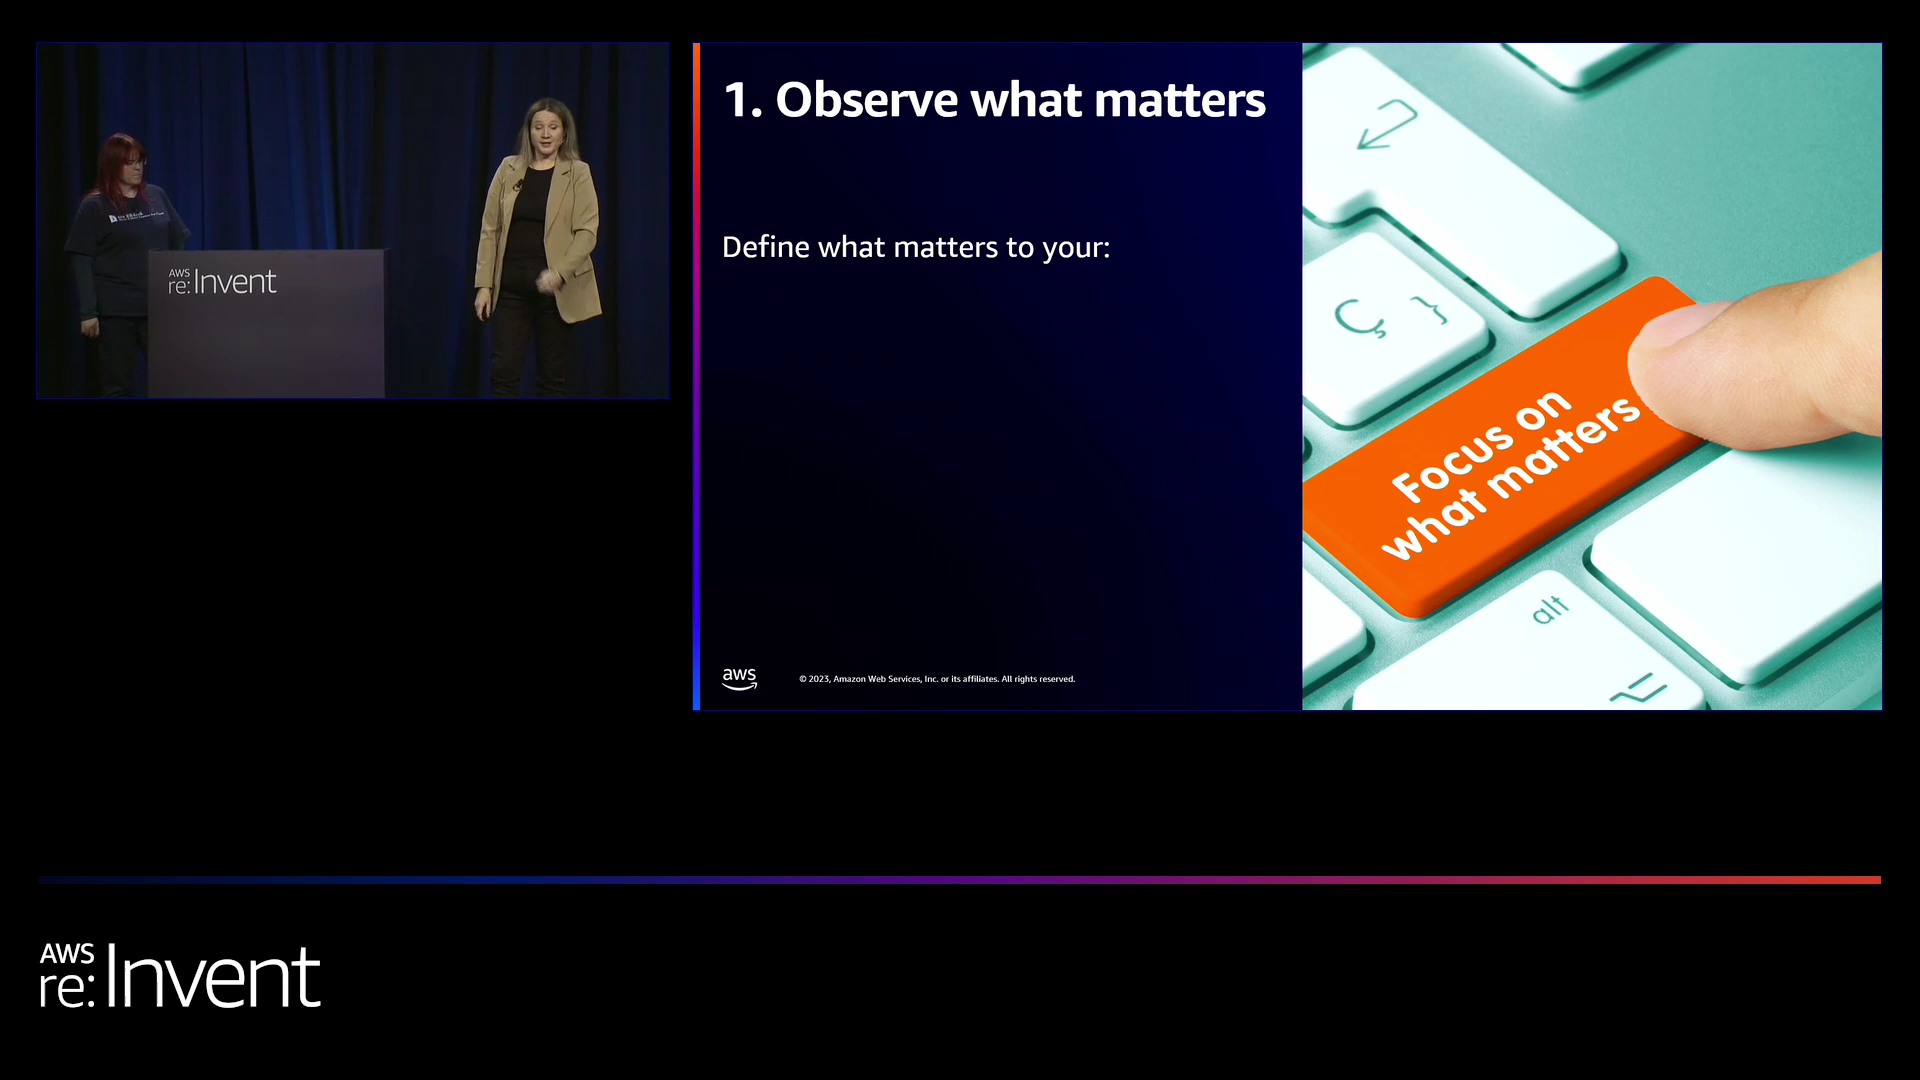 AWS
re:Invent
1. Observe what matters
Define what matters to your:
aws
© 2023, Amazon Web Services, Inc. or its affiliates. All rights reserved.
Ç }
Focus on
what matters
alt
AWS
re:Invent